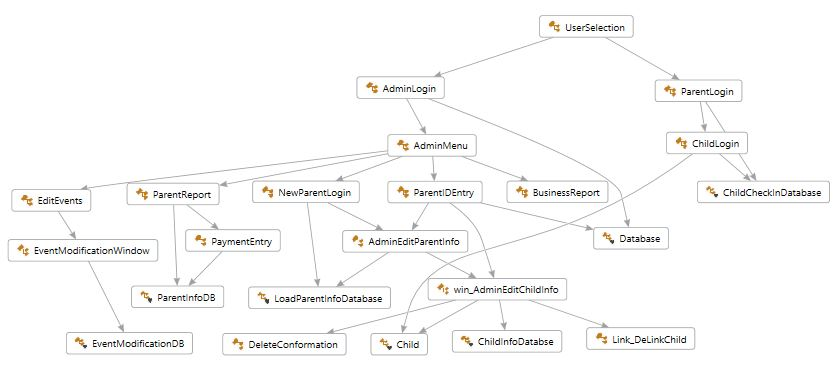 UserSelection
AdminLogin
ParentLogin
AdminMenu
ChildLogin
EditEvents
ParentReport
NewParentLogin
ParentIDEntry
BusinessReport
ChildCheckInDatabase
EventModificationWindow
PaymentEntry
AdminEditParentInfo
Database
ParentInfoDB
LoadParentInfoDatabase
win_AdminEditChildInfo
EventModificationDB
DeleteConformation
Child
ChildInfoDatabse
Link_DeLinkChild